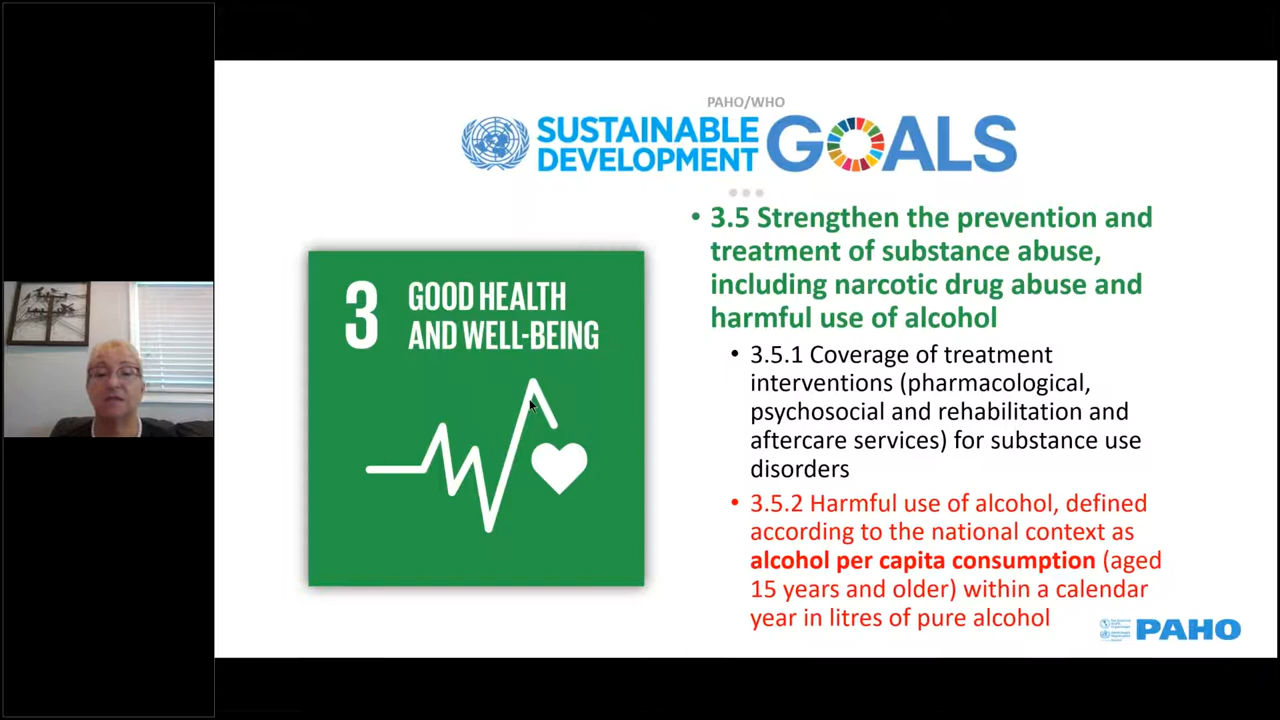 PAHO/WHO
SUSTAINABLE
DEVELOPMENT
GOALS
3
GOOD HEALTH
AND WELL-BEING
• 3.5 Strengthen the prevention and
treatment of substance abuse,
including narcotic drug abuse and
harmful use of alcohol
• 3.5.1 Coverage of treatment
interventions (pharmacological,
psychosocial and rehabilitation and
aftercare services) for substance use
disorders
• 3.5.2 Harmful use of alcohol, defined
according to the national context as
alcohol per capita consumption (aged
15 years and older) within a calendar
year in litres of pure alcohol
PAHO